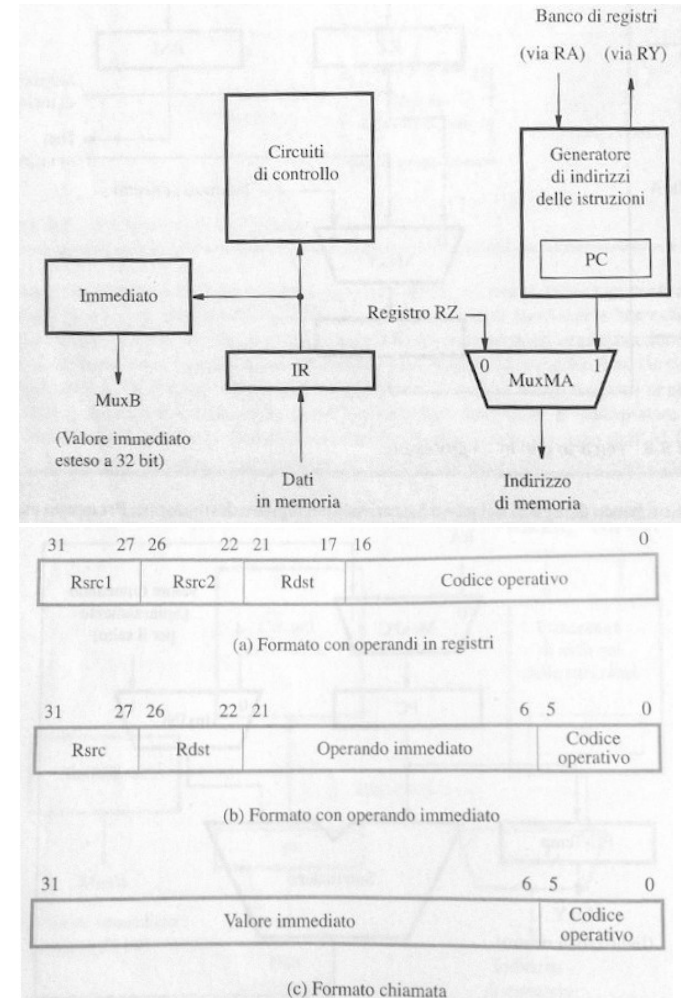 Banco di registri
(via RA) (via RY)
Circuiti
di controllo
Generatore
di indirizzi
delle istruzioni
PC
Immediato
Registro RZ
IR
0 1
MuxMA
MuxB
(Valore immediato
esteso a 32 bit)
Dati
in memoria
Indirizzo
di memoria
31 27 26 22 21 17 16 0
Rsrc1 Rsrc2 Rdst Codice operativo
(a) Formato con operandi in registri
31 27 26 22 21 6 5 0
Rsrc Rdst Operando immediato Codice
operativo
(b) Formato con operando immediato
31 6 5 0
Valore immediato Codice
operativo
(c) Formato chiamata